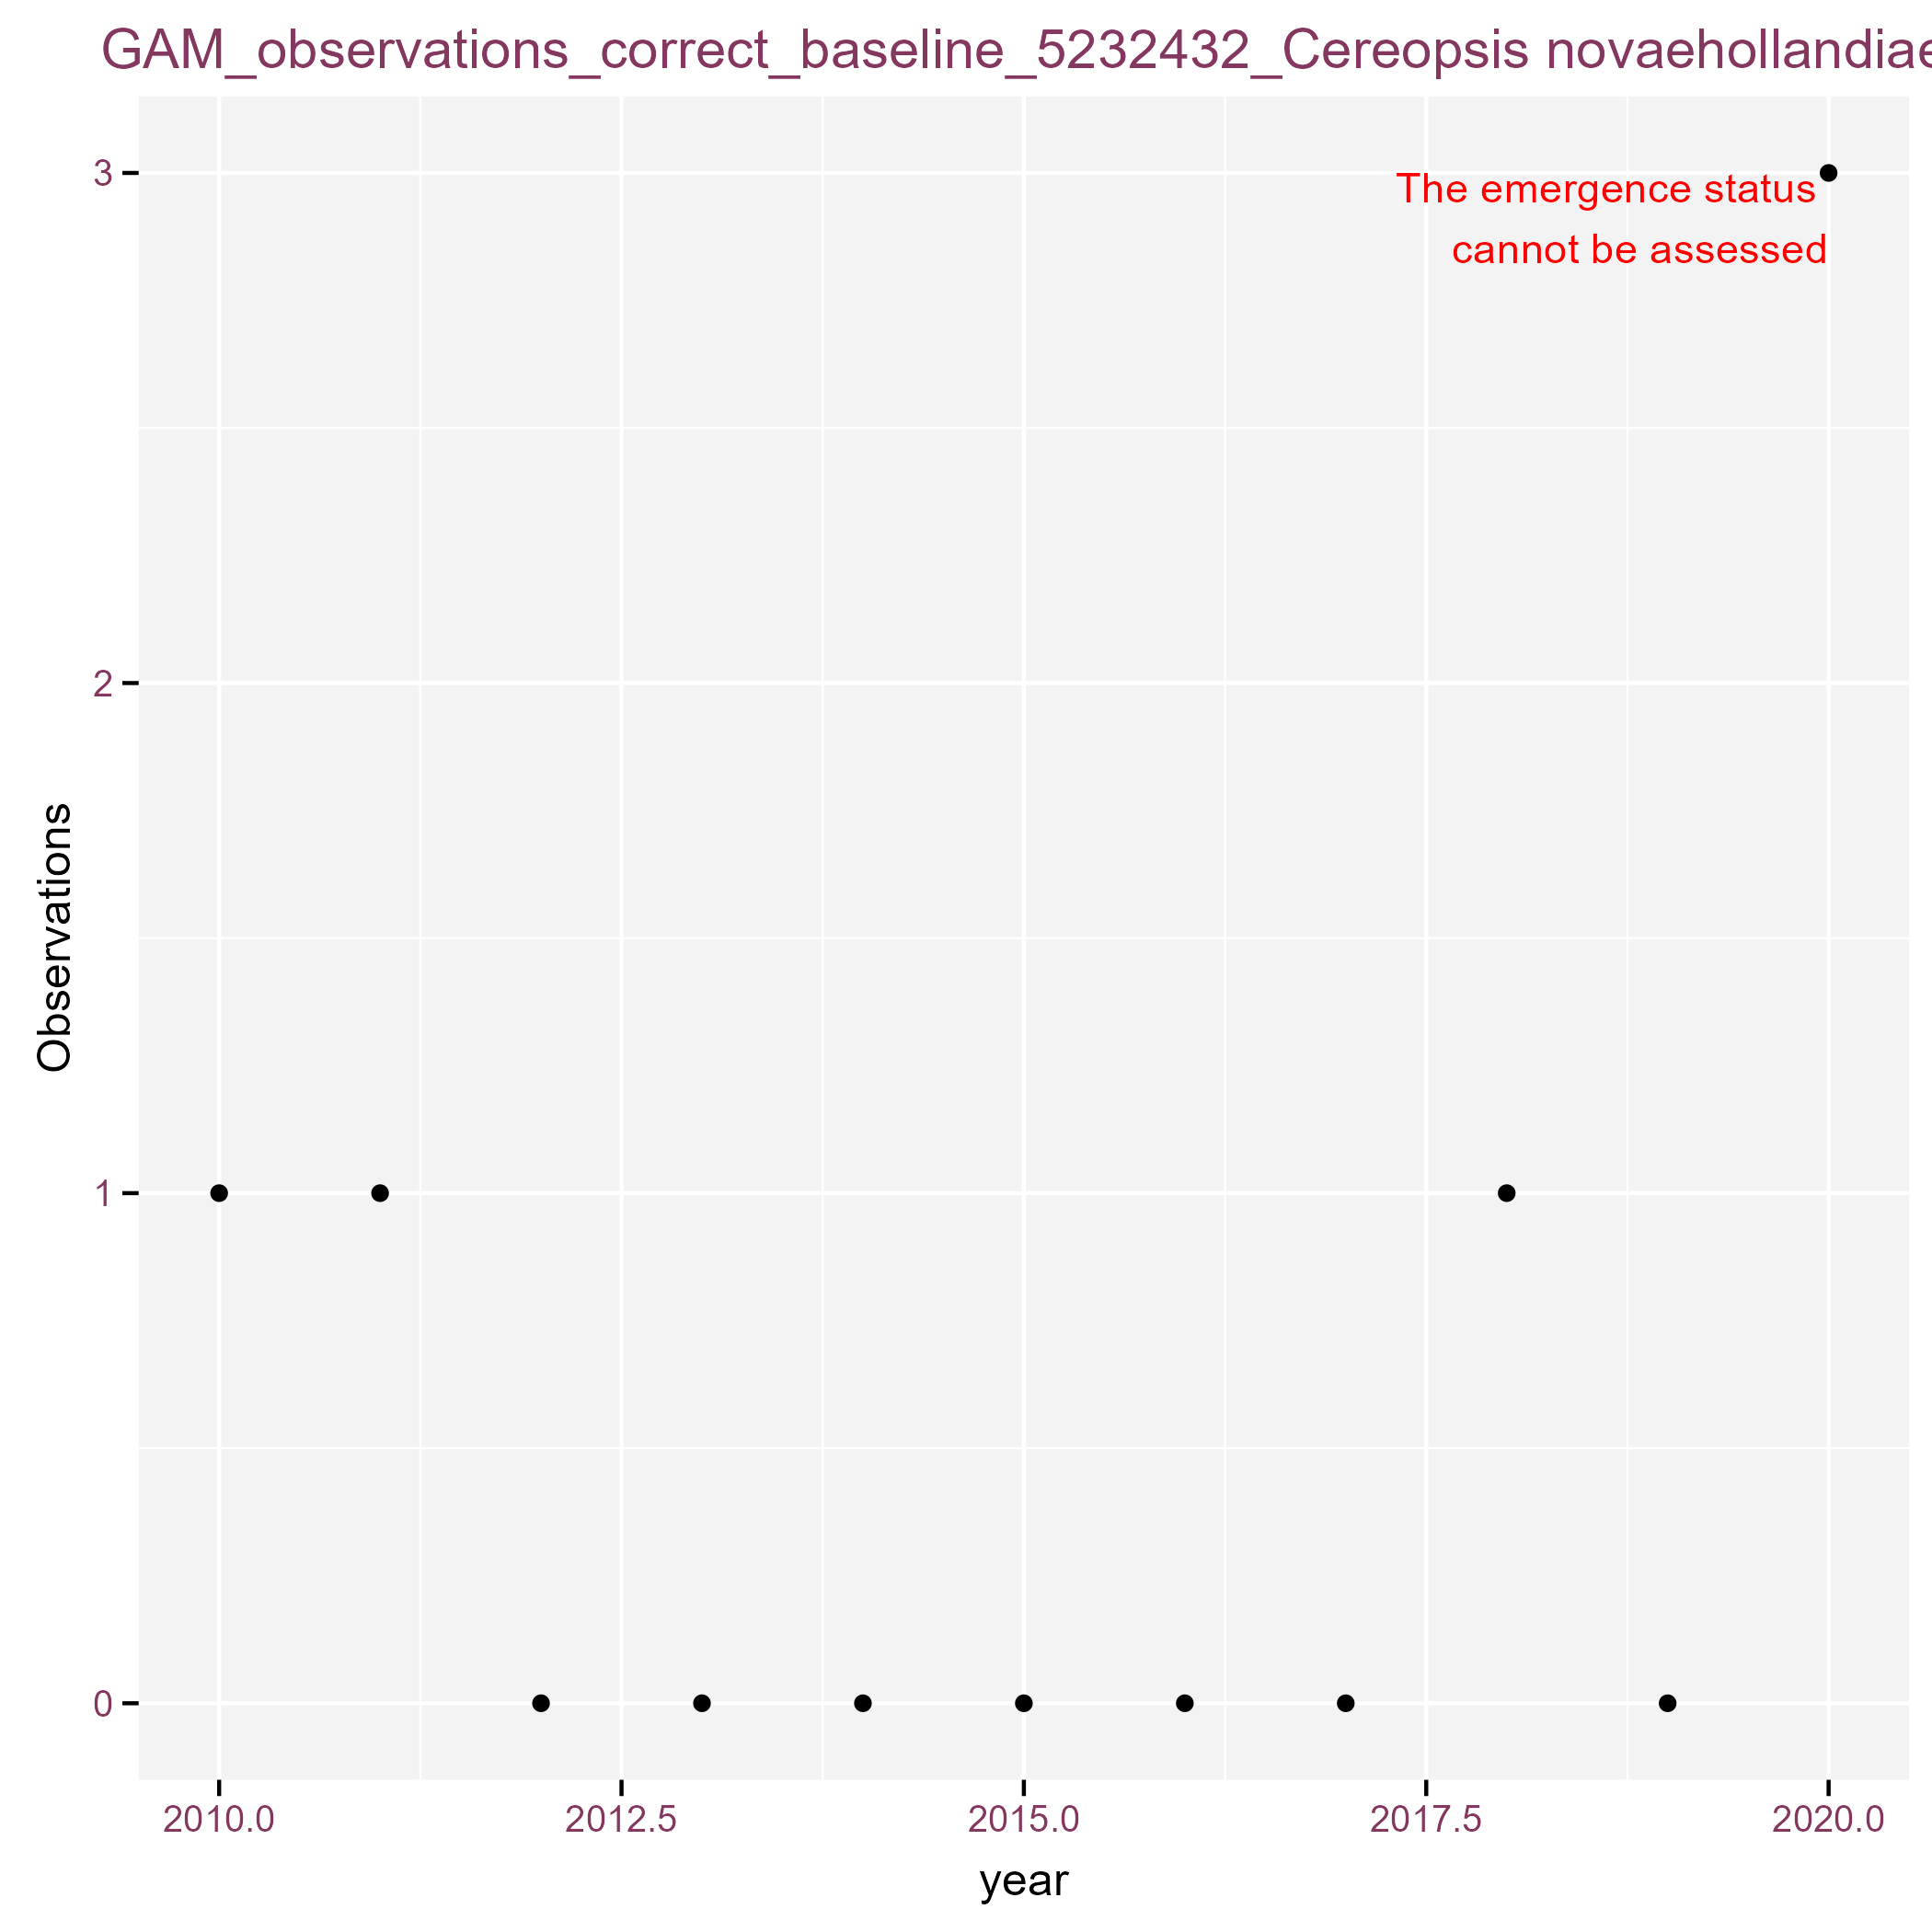 GAM_observations_correct_baseline_5232432_Cereopsis novaehollandiae
3
The emergence status
cannot be assessed
2
Observations
1
0
2010.0 2012.5 2015.0 2017.5 2020.0
year